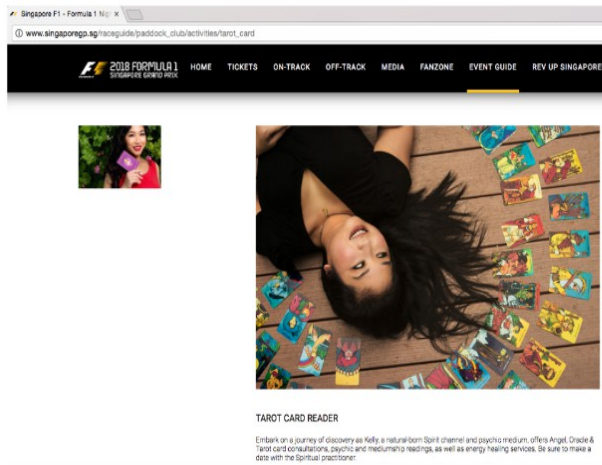 Singapore F1 - Formula 1 Nig
www.singaporegp.sg/raceguide/paddock_club/activities/tarot_card
2018 FORMULA 1
SINGAPORE GRAND PRIX
HOME TICKETS ON-TRACK OFF-TRACK MEDIA FANZONE EVENT GUIDE REV UP SINGAPORE
TAROT CARD READER
Embark on a journey of discovery as Kelly, a natural-born Spirit channel and psychic medium, offers Angel, Oracle &
Tarot card consultations, psychic and mediumship readings, as well as energy healing services. Be sure to make a
date with the Spiritual practitioner.